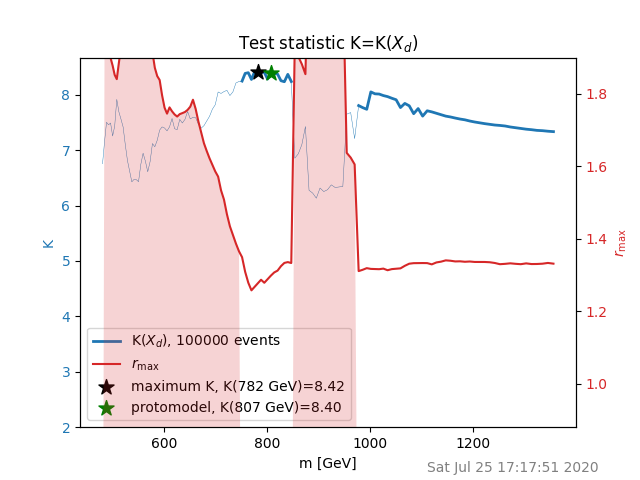 Test statistic K=K(X_d)
8
7
6
5
4
3
2
K
1.8
1.6
1.4
1.2
1.0
r_max
K(X_d), 100000 events
r_max
maximum K, K(782 GeV)=8.42
protomodel, K(807 GeV)=8.40
600 800 1000 1200
m [GeV]
Sat Jul 25 17:17:51 2020